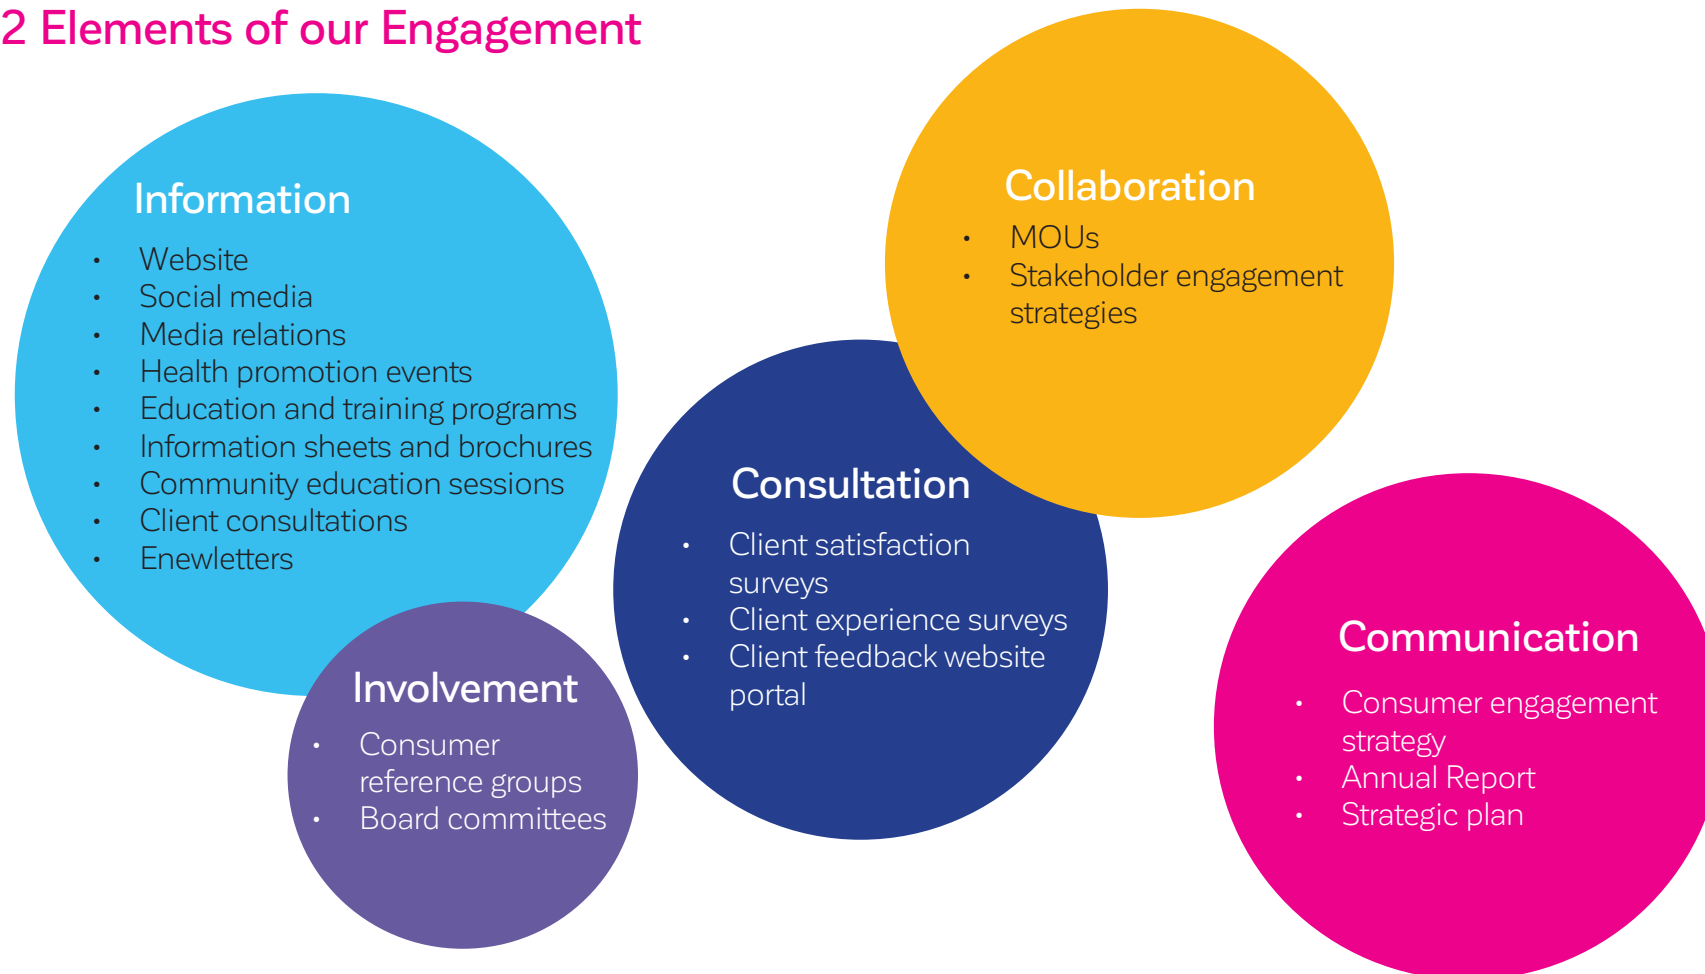 2 Elements of our Engagement
Information
• Website
• Social media
• Media relations
• Health promotion events
• Education and training programs
• Information sheets and brochures
• Community education sessions
• Client consultations
• Enewletters
Involvement
• Consumer
reference groups
• Board committees
Consultation
• Client satisfaction
surveys
• Client experience surveys
• Client feedback website
portal
Collaboration
• MOUs
• Stakeholder engagement
strategies
Communication
• Consumer engagement
strategy
• Annual Report
• Strategic plan